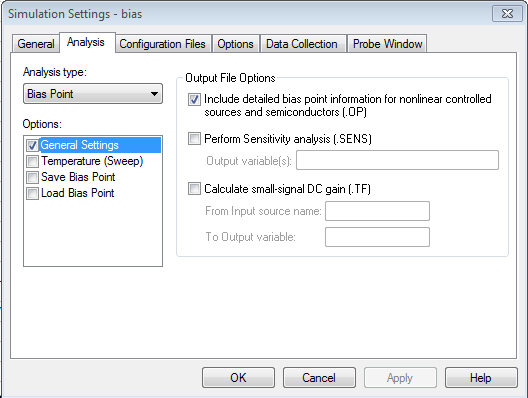 Simulation Settings - bias
General Analysis Configuration Files Options Data Collection Probe Window
Analysis type:
Bias Point
Options:
General Settings
Temperature (Sweep)
Save Bias Point
Load Bias Point
Output File Options
Include detailed bias point information for nonlinear controlled
sources and semiconductors (.OP)
Perform Sensitivity analysis (.SENS)
Output variable(s):
Calculate small-signal DC gain (.TF)
From Input source name:
To Output variable:
OK Cancel Apply Help